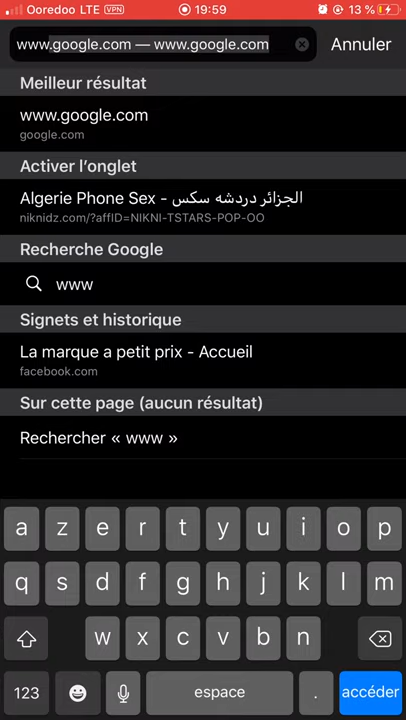 Ooredoo LTE VPN 19:59 13 %
www.google.com — www.google.com Annuler
Meilleur résultat
www.google.com
google.com
Activer l’onglet
Algerie Phone Sex - الجزائر دردشه سكس
niknidz.com/?affID=NIKNI-TSTARS-POP-OO
Recherche Google
www
Signets et historique
La marque a petit prix - Accueil
facebook.com
Sur cette page (aucun résultat)
Rechercher « www »
a z e r t y u i o p
q s d f g h j k l m
w x c v b n
123 espace . accéder